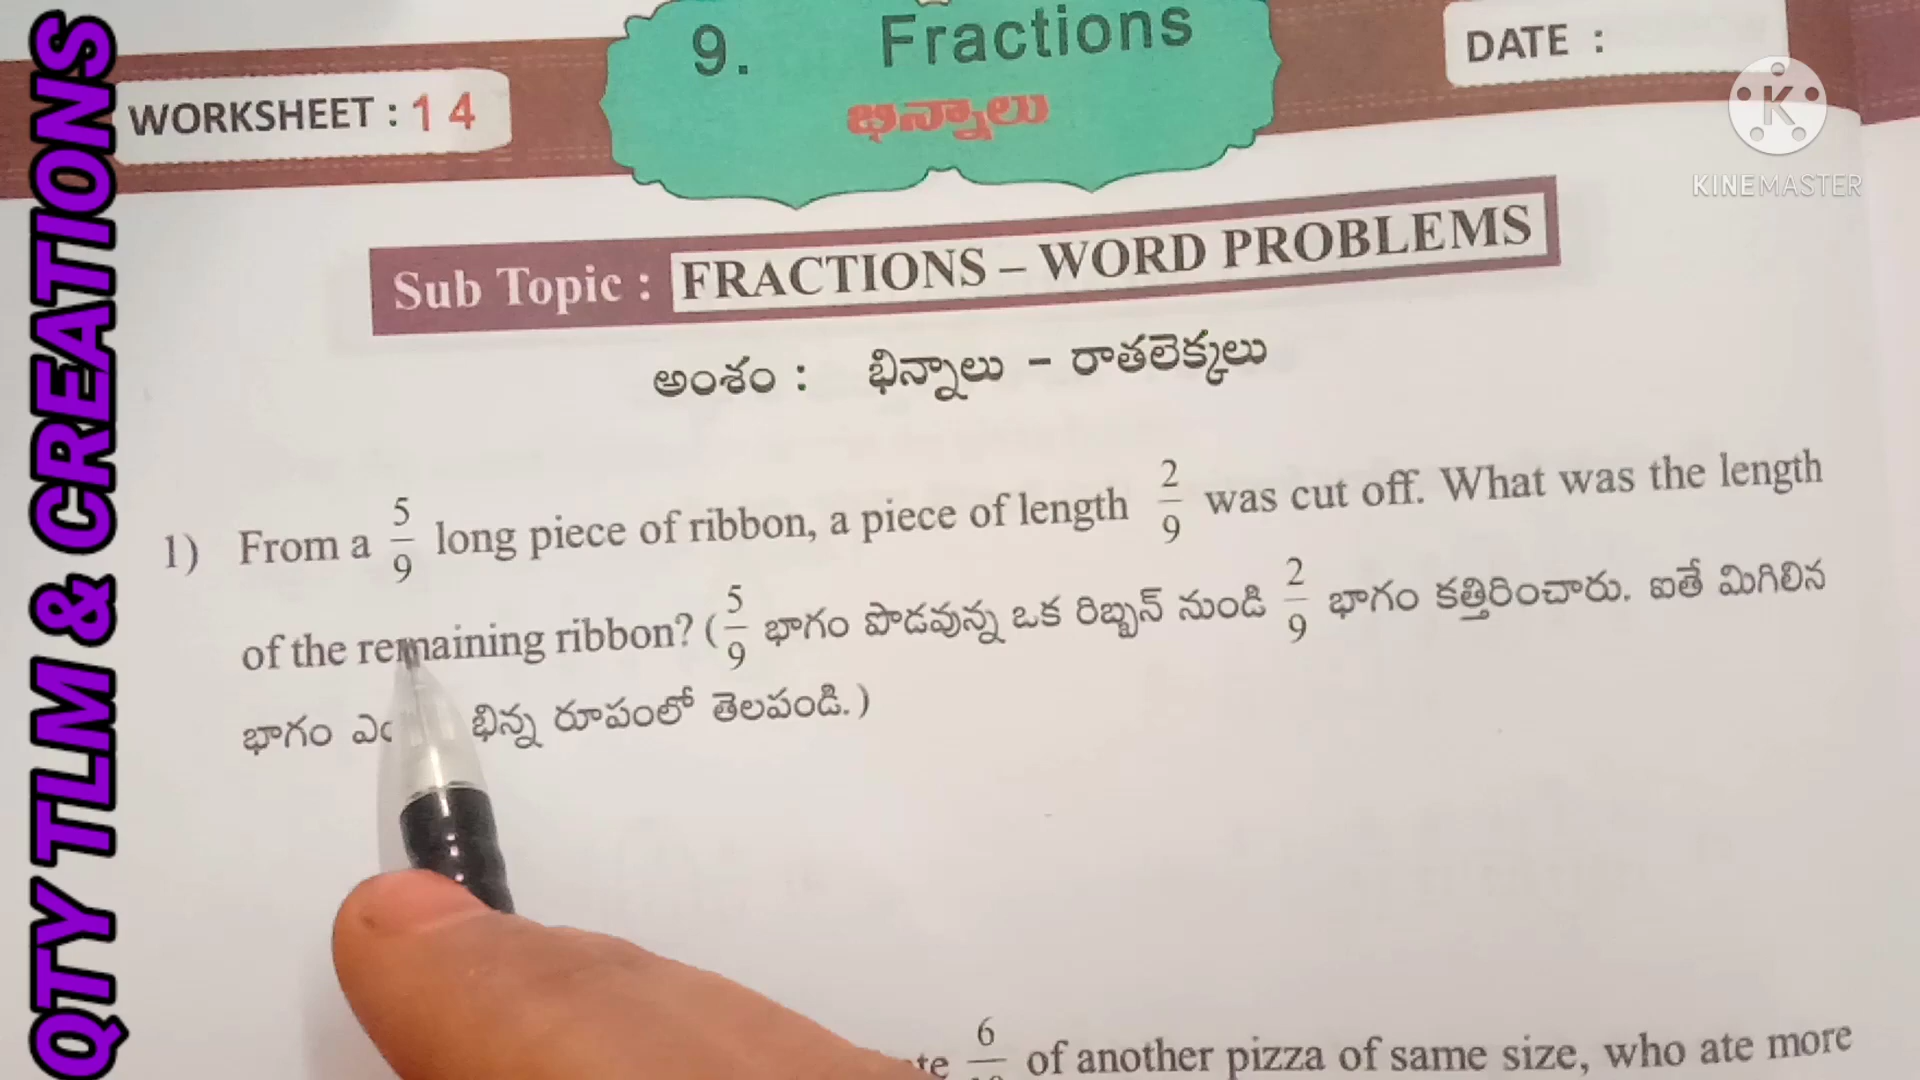 QTY TLM & CREATIONS
WORKSHEET : 14
9. Fractions
భిన్నాలు
DATE :
KINEMASTER
Sub Topic : FRACTIONS – WORD PROBLEMS
అంశం : భిన్నాలు – రాతలెక్కలు
1) From a 5/9 long piece of ribbon, a piece of length 2/9 was cut off. What was the length
of the remaining ribbon? (5/9 భాగం పొడవున్న ఒక రిబ్బన్ నుండి 2/9 భాగం కత్తిరించారు. ఐతే మిగిలిన
భాగం భిన్న రూపంలో తెలపండి.)
6 of another pizza of same size, who ate more